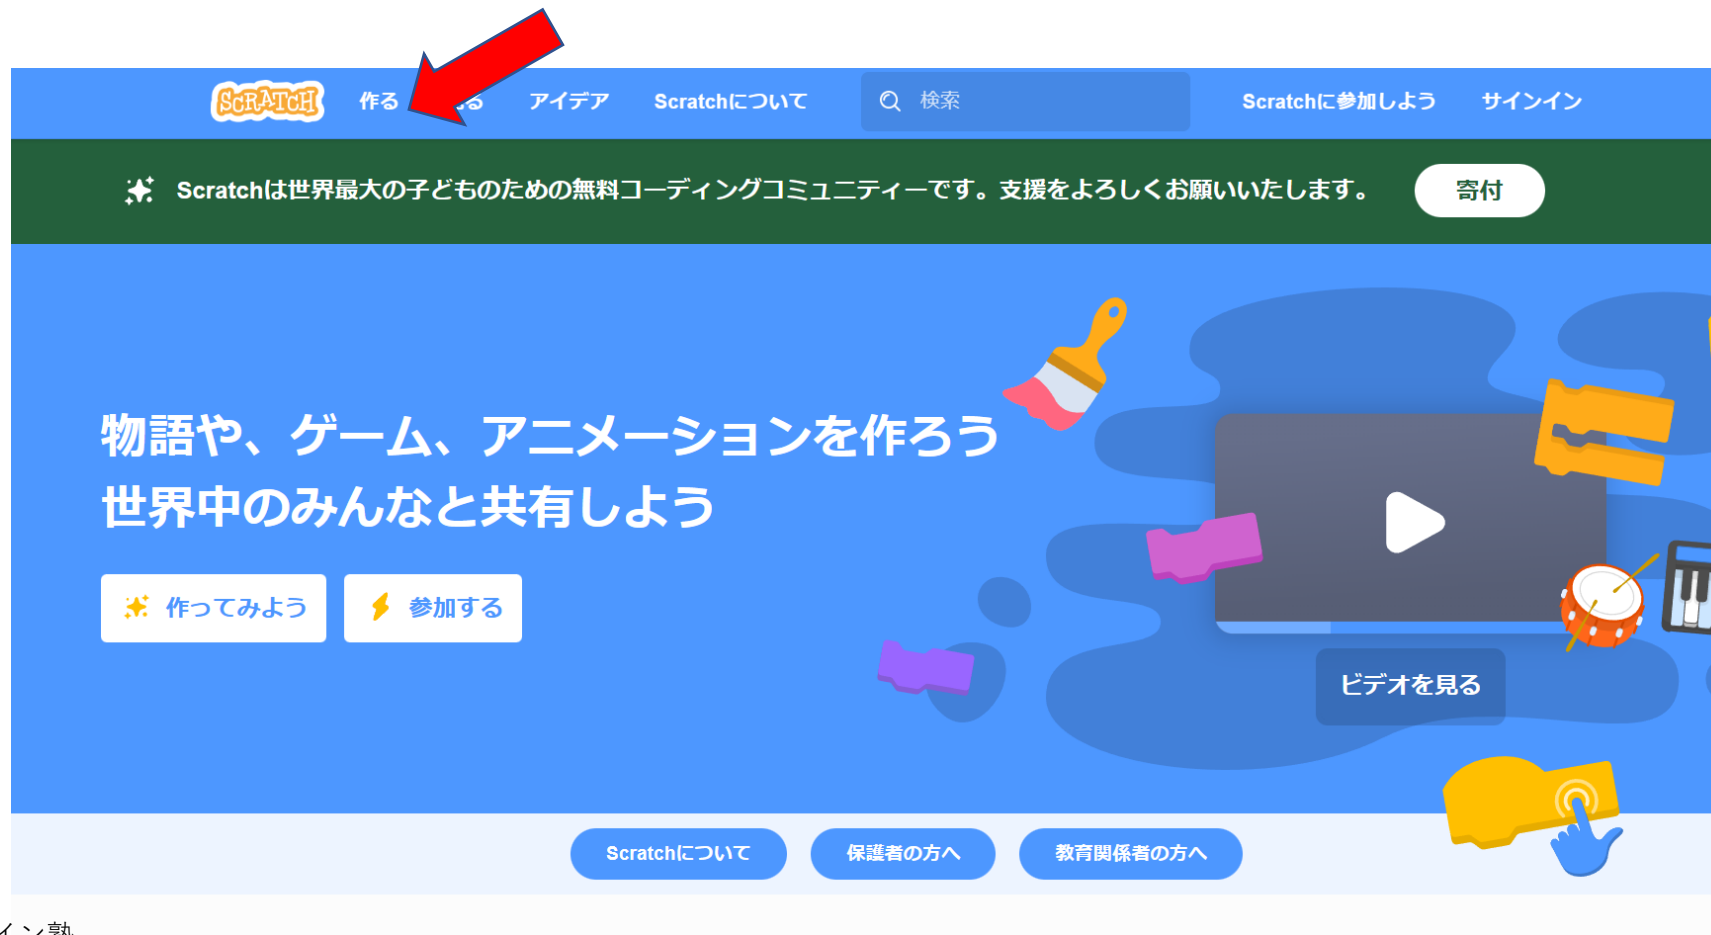 SCRATCH 作る る アイデア Scratchについて 検索 Scratchに参加しよう サインイン
Scratchは世界最大の子どものための無料コーディングコミュニティーです。支援をよろしくお願いいたします。 寄付
物語や、ゲーム、アニメーションを作ろう
世界中のみんなと共有しよう
作ってみよう 参加する
ビデオを見る
Scratchについて 保護者の方へ 教育関係者の方へ